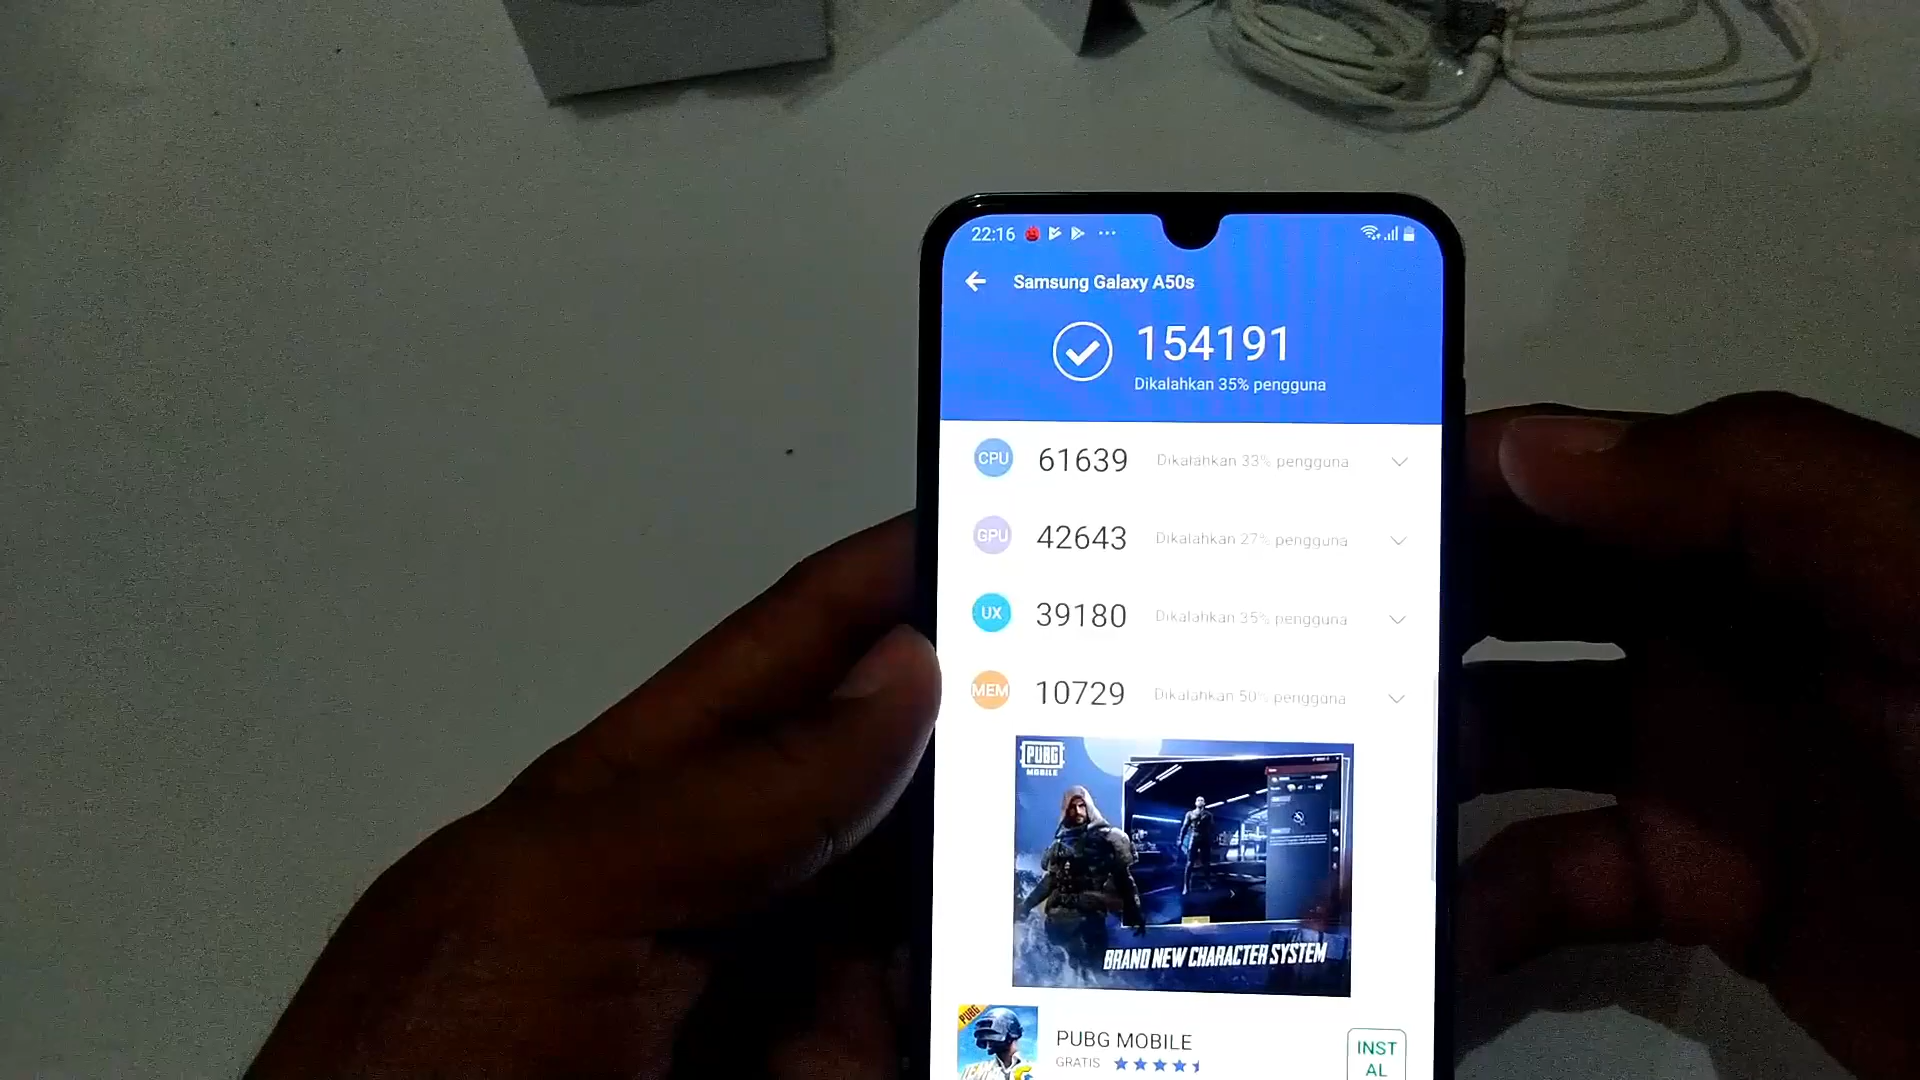 22:16
Samsung Galaxy A50s
154191
Dikalahkan 35% pengguna
CPU 61639 Dikalahkan 33% pengguna
GPU 42643 Dikalahkan 27% pengguna
UX 39180 Dikalahkan 35% pengguna
MEM 10729 Dikalahkan 50% pengguna
PUBG
MOBILE
BRAND NEW CHARACTER SYSTEM
PUBG
PUBG MOBILE
GRATIS
INST
AL